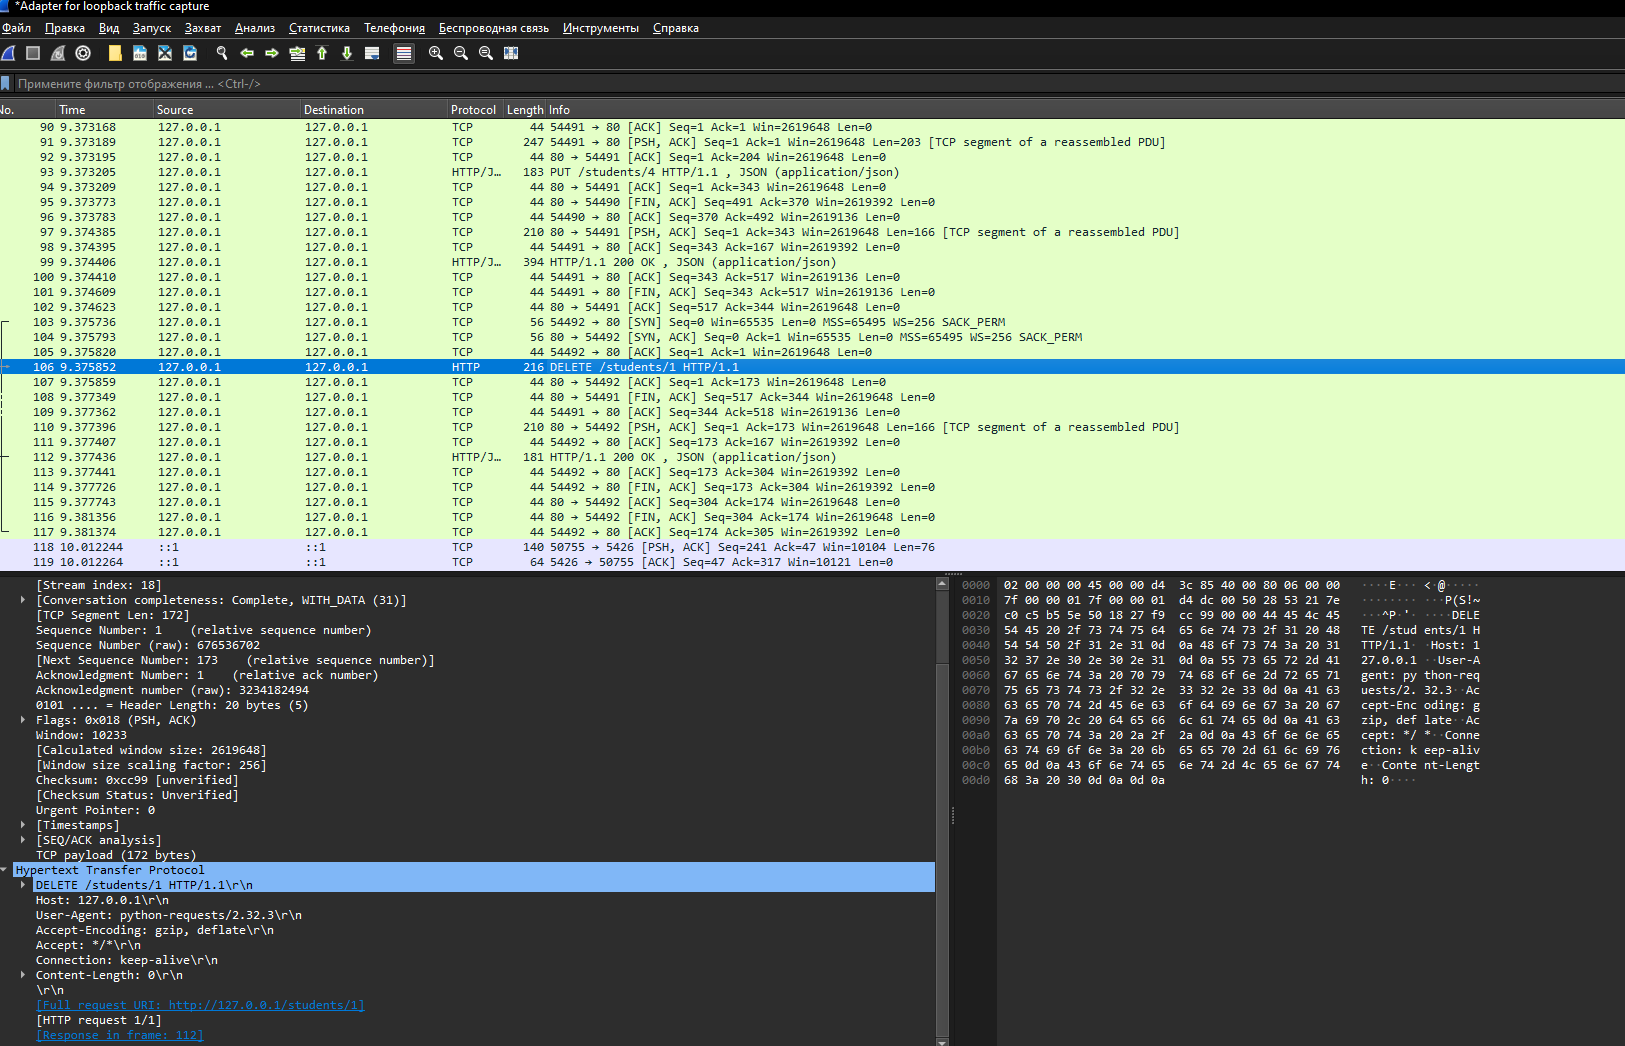 *Adapter for loopback traffic capture
Файл Правка Вид Запуск Захват Анализ Статистика Телефония Беспроводная связь Инструменты Справка
Примените фильтр отображения ... <Ctrl-/>
No. Time Source Destination Protocol Length Info
90 9.373168 127.0.0.1 127.0.0.1 TCP 44 54491 → 80 [ACK] Seq=1 Ack=1 Win=2619648 Len=0
91 9.373189 127.0.0.1 127.0.0.1 TCP 247 54491 → 80 [PSH, ACK] Seq=1 Ack=1 Win=2619648 Len=203 [TCP segment of a reassembled PDU]
92 9.373195 127.0.0.1 127.0.0.1 TCP 44 80 → 54491 [ACK] Seq=1 Ack=204 Win=2619648 Len=0
93 9.373205 127.0.0.1 127.0.0.1 HTTP/J… 183 PUT /students/4 HTTP/1.1 , JSON (application/json)
94 9.373209 127.0.0.1 127.0.0.1 TCP 44 80 → 54491 [ACK] Seq=1 Ack=343 Win=2619648 Len=0
95 9.373773 127.0.0.1 127.0.0.1 TCP 44 80 → 54490 [FIN, ACK] Seq=491 Ack=370 Win=2619392 Len=0
96 9.373783 127.0.0.1 127.0.0.1 TCP 44 54490 → 80 [ACK] Seq=370 Ack=492 Win=2619136 Len=0
97 9.374385 127.0.0.1 127.0.0.1 TCP 210 80 → 54491 [PSH, ACK] Seq=1 Ack=343 Win=2619648 Len=166 [TCP segment of a reassembled PDU]
98 9.374395 127.0.0.1 127.0.0.1 TCP 44 54491 → 80 [ACK] Seq=343 Ack=167 Win=2619392 Len=0
99 9.374406 127.0.0.1 127.0.0.1 HTTP/J… 394 HTTP/1.1 200 OK , JSON (application/json)
100 9.374410 127.0.0.1 127.0.0.1 TCP 44 54491 → 80 [ACK] Seq=343 Ack=517 Win=2619136 Len=0
101 9.374609 127.0.0.1 127.0.0.1 TCP 44 54491 → 80 [FIN, ACK] Seq=343 Ack=517 Win=2619136 Len=0
102 9.374623 127.0.0.1 127.0.0.1 TCP 44 80 → 54491 [ACK] Seq=517 Ack=344 Win=2619648 Len=0
103 9.375736 127.0.0.1 127.0.0.1 TCP 56 54492 → 80 [SYN] Seq=0 Win=65535 Len=0 MSS=65495 WS=256 SACK_PERM
104 9.375793 127.0.0.1 127.0.0.1 TCP 56 80 → 54492 [SYN, ACK] Seq=0 Ack=1 Win=65535 Len=0 MSS=65495 WS=256 SACK_PERM
105 9.375820 127.0.0.1 127.0.0.1 TCP 44 54492 → 80 [ACK] Seq=1 Ack=1 Win=2619648 Len=0
106 9.375852 127.0.0.1 127.0.0.1 HTTP 216 DELETE /students/1 HTTP/1.1
107 9.375859 127.0.0.1 127.0.0.1 TCP 44 80 → 54492 [ACK] Seq=1 Ack=173 Win=2619648 Len=0
108 9.377349 127.0.0.1 127.0.0.1 TCP 44 80 → 54491 [FIN, ACK] Seq=517 Ack=344 Win=2619648 Len=0
109 9.377362 127.0.0.1 127.0.0.1 TCP 44 54491 → 80 [ACK] Seq=344 Ack=518 Win=2619136 Len=0
110 9.377396 127.0.0.1 127.0.0.1 TCP 210 80 → 54492 [PSH, ACK] Seq=1 Ack=173 Win=2619648 Len=166 [TCP segment of a reassembled PDU]
111 9.377407 127.0.0.1 127.0.0.1 TCP 44 54492 → 80 [ACK] Seq=173 Ack=167 Win=2619392 Len=0
112 9.377436 127.0.0.1 127.0.0.1 HTTP/J… 181 HTTP/1.1 200 OK , JSON (application/json)
113 9.377441 127.0.0.1 127.0.0.1 TCP 44 54492 → 80 [ACK] Seq=173 Ack=304 Win=2619392 Len=0
114 9.377726 127.0.0.1 127.0.0.1 TCP 44 54492 → 80 [FIN, ACK] Seq=173 Ack=304 Win=2619392 Len=0
115 9.377743 127.0.0.1 127.0.0.1 TCP 44 80 → 54492 [ACK] Seq=304 Ack=174 Win=2619648 Len=0
116 9.381356 127.0.0.1 127.0.0.1 TCP 44 80 → 54492 [FIN, ACK] Seq=304 Ack=174 Win=2619648 Len=0
117 9.381374 127.0.0.1 127.0.0.1 TCP 44 54492 → 80 [ACK] Seq=174 Ack=305 Win=2619392 Len=0
118 10.012244 ::1 ::1 TCP 140 50755 → 5426 [PSH, ACK] Seq=241 Ack=47 Win=10104 Len=76
119 10.012264 ::1 ::1 TCP 64 5426 → 50755 [ACK] Seq=47 Ack=317 Win=10121 Len=0
[Stream index: 18]
[Conversation completeness: Complete, WITH_DATA (31)]
[TCP Segment Len: 172]
Sequence Number: 1 (relative sequence number)
Sequence Number (raw): 676536702
[Next Sequence Number: 173 (relative sequence number)]
Acknowledgment Number: 1 (relative ack number)
Acknowledgment number (raw): 3234182494
0101 .... = Header Length: 20 bytes (5)
Flags: 0x018 (PSH, ACK)
Window: 10233
[Calculated window size: 2619648]
[Window size scaling factor: 256]
Checksum: 0xcc99 [unverified]
[Checksum Status: Unverified]
Urgent Pointer: 0
[Timestamps]
[SEQ/ACK analysis]
TCP payload (172 bytes)
Hypertext Transfer Protocol
DELETE /students/1 HTTP/1.1\r\n
Host: 127.0.0.1\r\n
User-Agent: python-requests/2.32.3\r\n
Accept-Encoding: gzip, deflate\r\n
Accept: */*\r\n
Connection: keep-alive\r\n
Content-Length: 0\r\n
\r\n
[Full request URI: http://127.0.0.1/students/1]
[HTTP request 1/1]
[Response in frame: 112]
0000 02 00 00 00 45 00 00 d4 3c 85 40 00 80 06 00 00 ····E··· <·@·····
0010 7f 00 00 01 7f 00 00 01 d4 dc 00 50 28 53 21 7e ········ ···P(S!~
0020 c0 c5 b5 5e 50 18 27 f9 cc 99 00 00 44 45 4c 45 ···^P·'· ····DELE
0030 54 45 20 2f 73 74 75 64 65 6e 74 73 2f 31 20 48 TE /stud ents/1 H
0040 54 54 50 2f 31 2e 31 0d 0a 48 6f 73 74 3a 20 31 TTP/1.1· ·Host: 1
0050 32 37 2e 30 2e 30 2e 31 0d 0a 55 73 65 72 2d 41 27.0.0.1 ··User-A
0060 67 65 6e 74 3a 20 70 79 74 68 6f 6e 2d 72 65 71 gent: py thon-req
0070 75 65 73 74 73 2f 32 2e 33 32 2e 33 0d 0a 41 63 uests/2. 32.3··Ac
0080 63 65 70 74 2d 45 6e 63 6f 64 69 6e 67 3a 20 67 cept-Enc oding: g
0090 7a 69 70 2c 20 64 65 66 6c 61 74 65 0d 0a 41 63 zip, def late··Ac
00a0 63 65 70 74 3a 20 2a 2f 2a 0d 0a 43 6f 6e 6e 65 cept: */ *··Conne
00b0 63 74 69 6f 6e 3a 20 6b 65 65 70 2d 61 6c 69 76 ction: k eep-aliv
00c0 65 0d 0a 43 6f 6e 74 65 6e 74 2d 4c 65 6e 67 74 e··Conte nt-Lengt
00d0 68 3a 20 30 0d 0a 0d 0a h: 0····